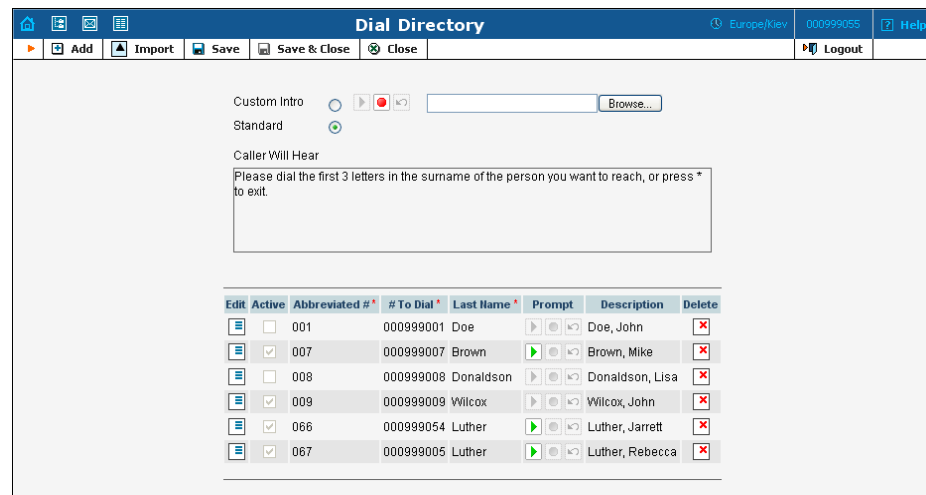 Dial Directory
Europe/Kiev
000999055
? Help
Add
Import
Save
Save & Close
Close
Logout
Custom Intro
Browse...
Standard
Caller Will Hear
Please dial the first 3 letters in the surname of the person you want to reach, or press *
to exit.
Edit Active Abbreviated #* # To Dial* Last Name* Prompt Description Delete
001 000999001 Doe Doe, John
007 000999007 Brown Brown, Mike
008 000999008 Donaldson Donaldson, Lisa
009 000999009 Wilcox Wilcox, John
066 000999054 Luther Luther, Jarrett
067 000999005 Luther Luther, Rebecca